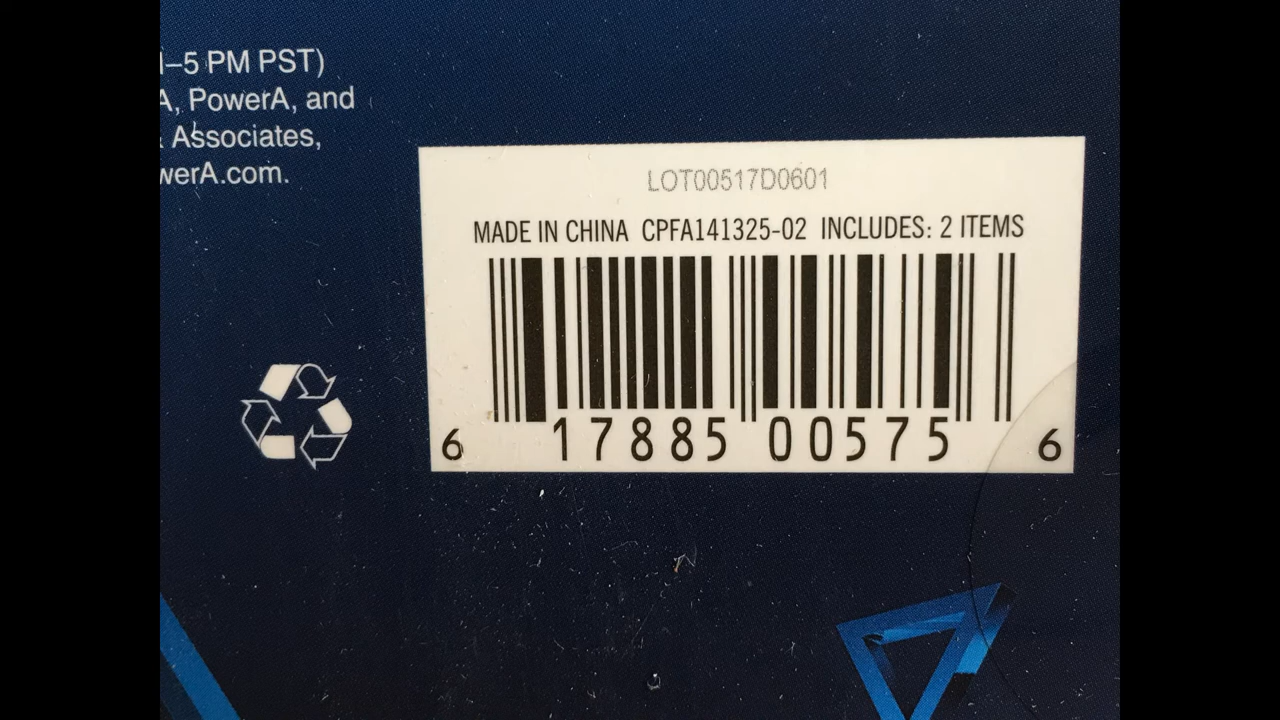 –5 PM PST)
A, PowerA, and
Associates,
werA.com.
LOT00517D0601
MADE IN CHINA CPFA141325-02 INCLUDES: 2 ITEMS
6 17885 00575 6